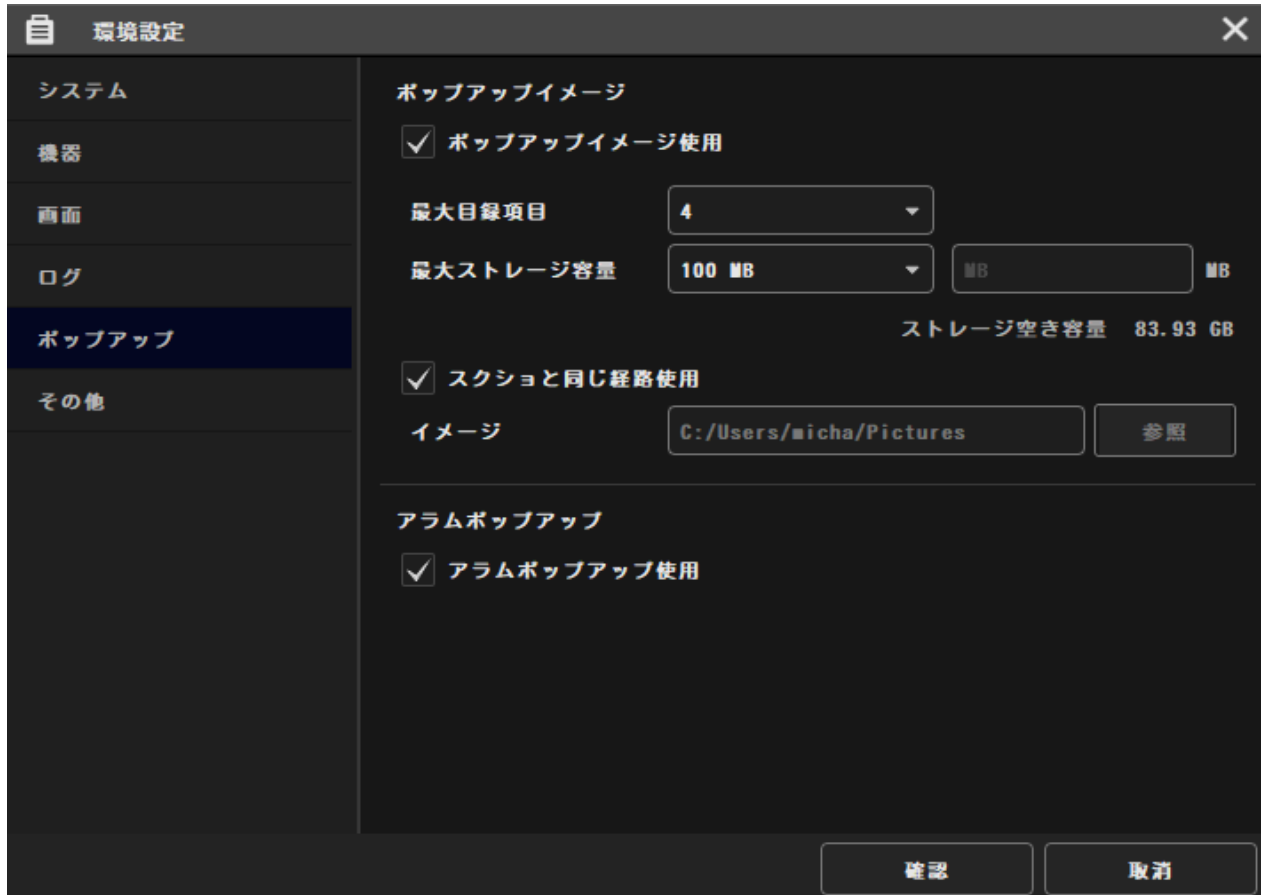 環境設定
システム
機器
画面
ログ
ポップアップ
その他
ポップアップイメージ
ポップアップイメージ使用
最大目録項目 4
最大ストレージ容量 100 MB MB MB
ストレージ空き容量 83.93 GB
スクショと同じ経路使用
イメージ C:/Users/micha/Pictures 参照
アラムポップアップ
アラムポップアップ使用
確認 取消